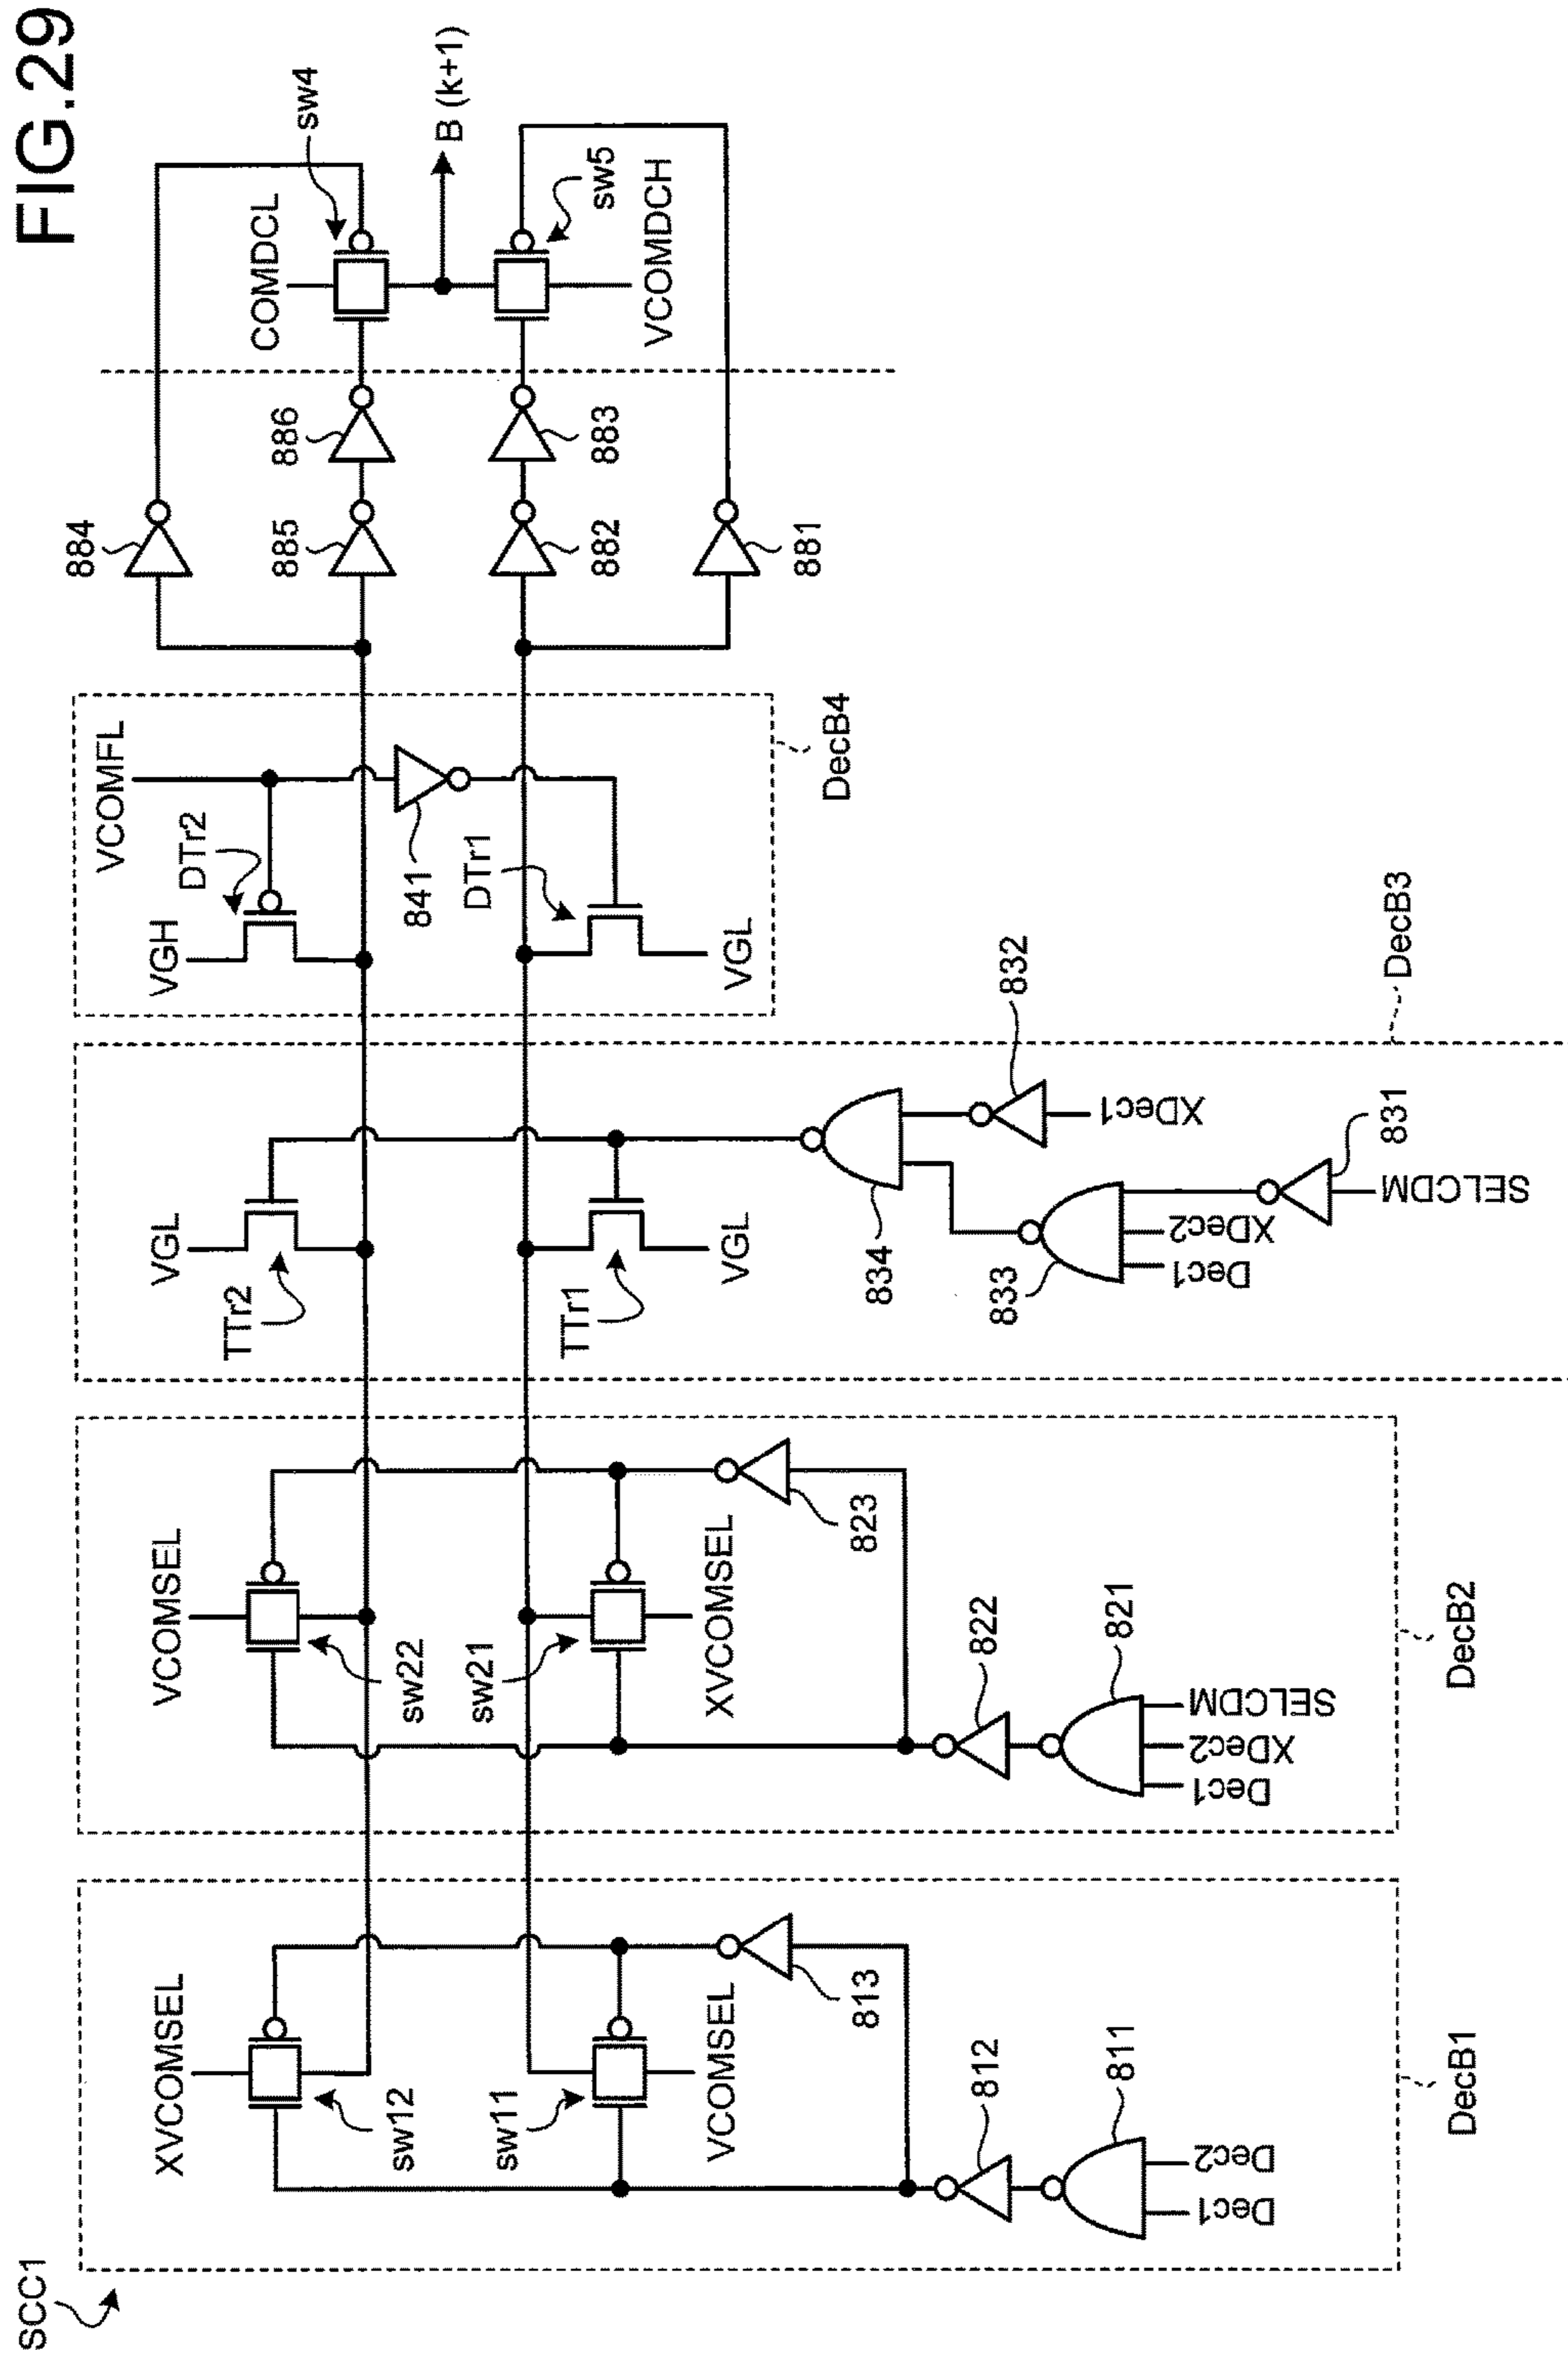 FIG.29
SCC1
XVCOMSEL
sw12
sw11
VCOMSEL
813
812
811
Dec1
Dec2
DecB1
VCOMSEL
sw22
sw21
XVCOMSEL
823
822
821
Dec1
XDec2
SELCDM
DecB2
VGL
TTr2
TTr1
VGL
834
833
832
831
Dec1
XDec2
SELCDM
XDec1
DecB3
VCOMFL
VGH
DTr2
841
DTr1
VGL
DecB4
884
885
886
882
883
881
COMDCL
sw4
B (k+1)
sw5
VCOMDCH